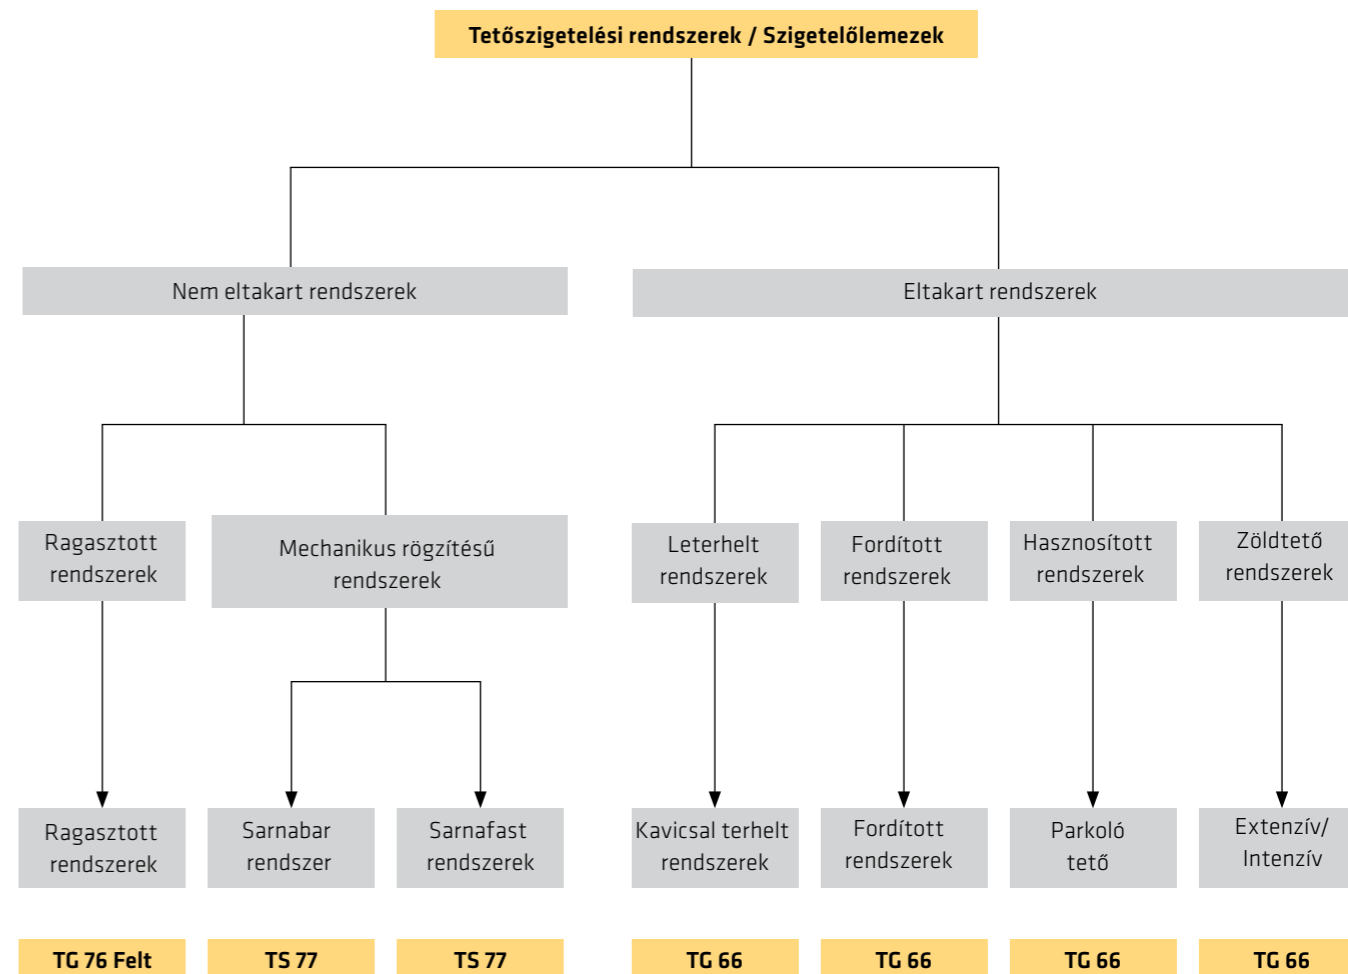 Tetőszigetelési rendszerek / Szigetelőlemezek
Nem eltakart rendszerek
Eltakart rendszerek
Ragasztott
rendszerek
Mechanikus rögzítésű
rendszerek
Leterhelt
rendszerek
Fordított
rendszerek
Hasznosított
rendszerek
Zöldtető
rendszerek
Ragasztott
rendszerek
Sarnabar
rendszer
Sarnafast
rendszerek
Kavicsal terhelt
rendszerek
Fordított
rendszerek
Parkoló
tető
Extenzív/
Intenzív
TG 76 Felt
TS 77
TS 77
TG 66
TG 66
TG 66
TG 66